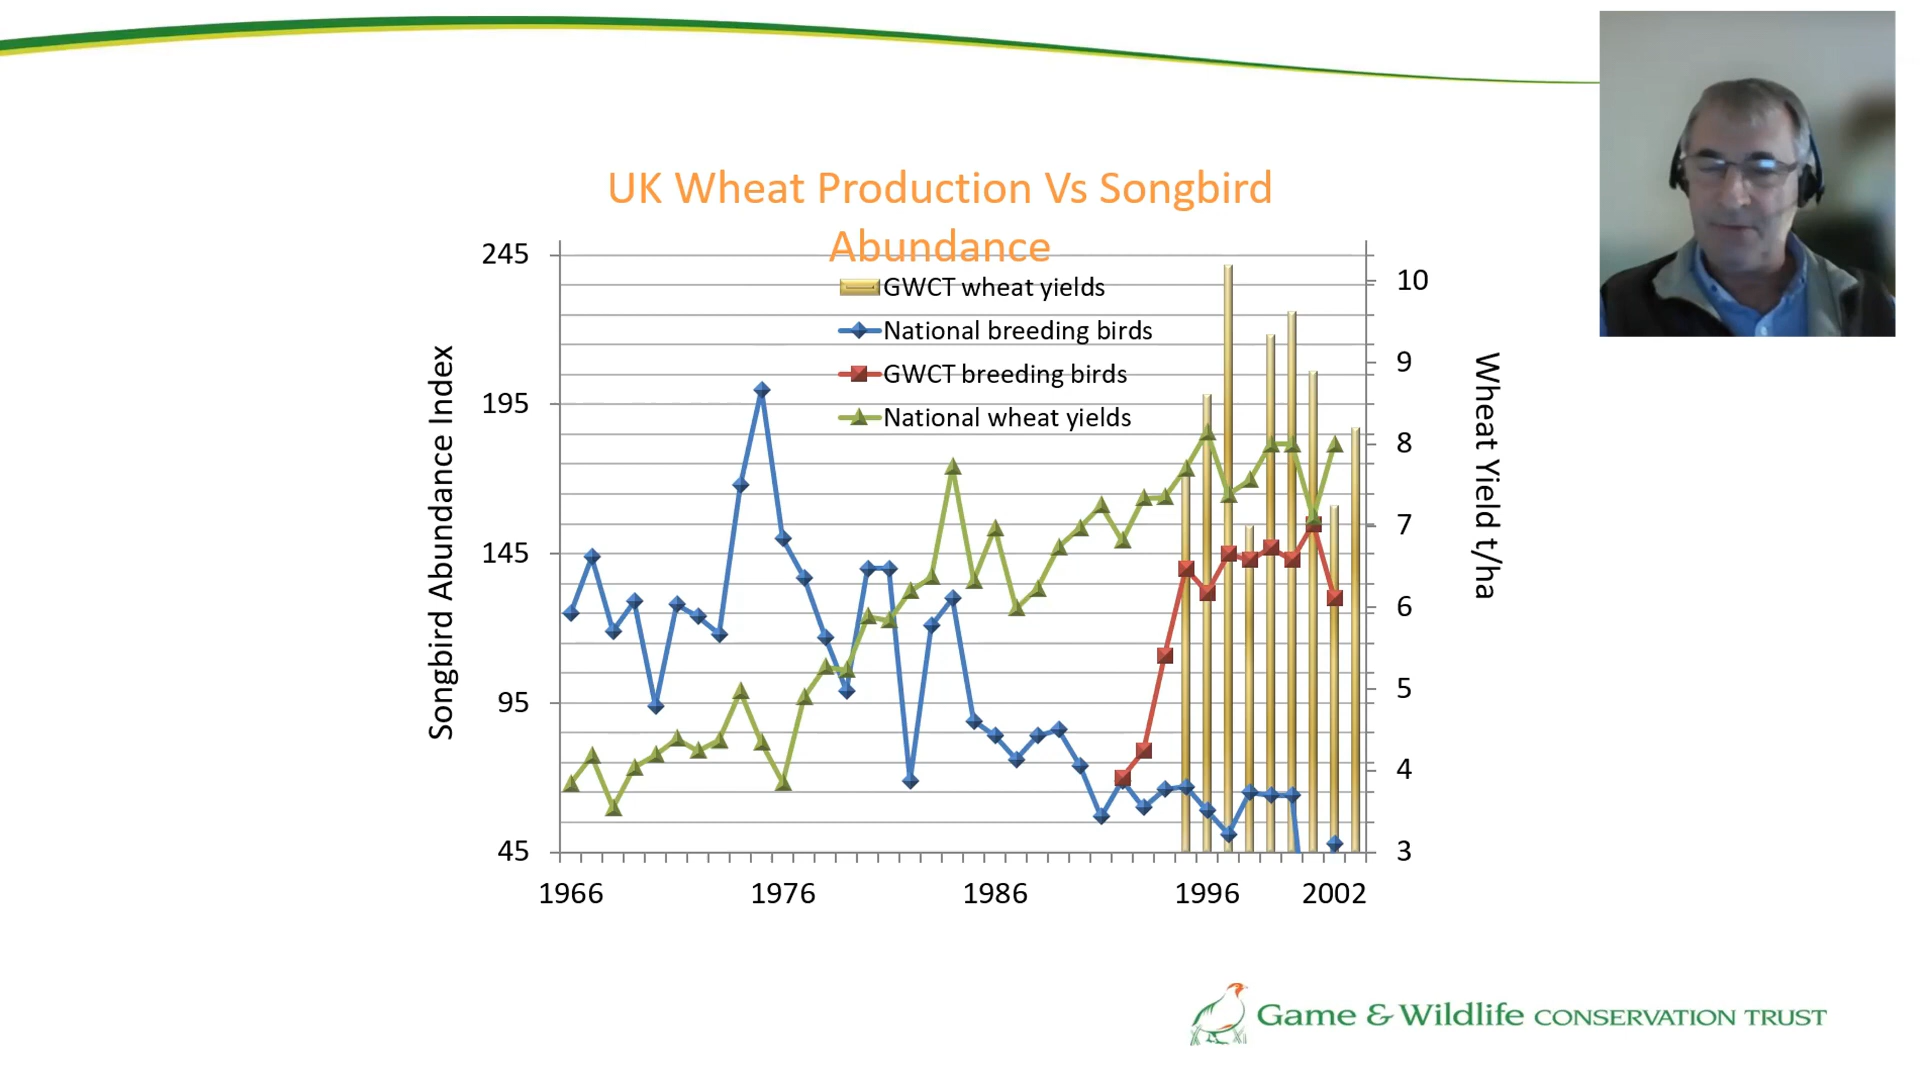 UK Wheat Production Vs Songbird
Abundance
GWCT wheat yields
National breeding birds
GWCT breeding birds
National wheat yields
Songbird Abundance Index
245
195
145
95
45
Wheat Yield t/ha
10
9
8
7
6
5
4
3
1966 1976 1986 1996 2002
Game & Wildlife CONSERVATION TRUST